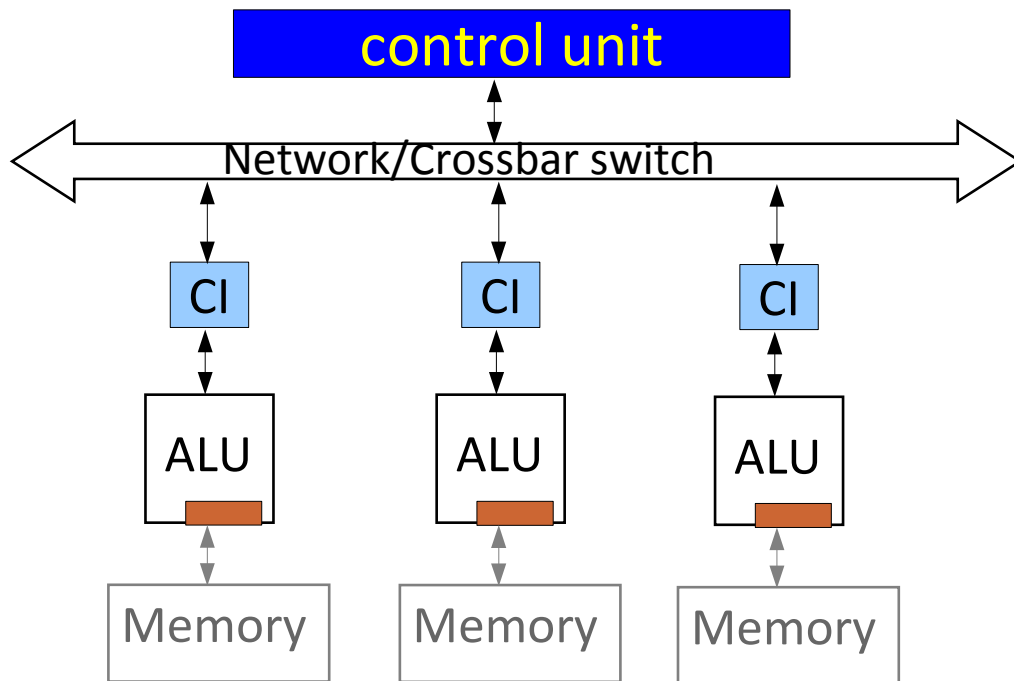 control unit
Network/Crossbar switch
CI
CI
CI
ALU
ALU
ALU
Memory
Memory
Memory